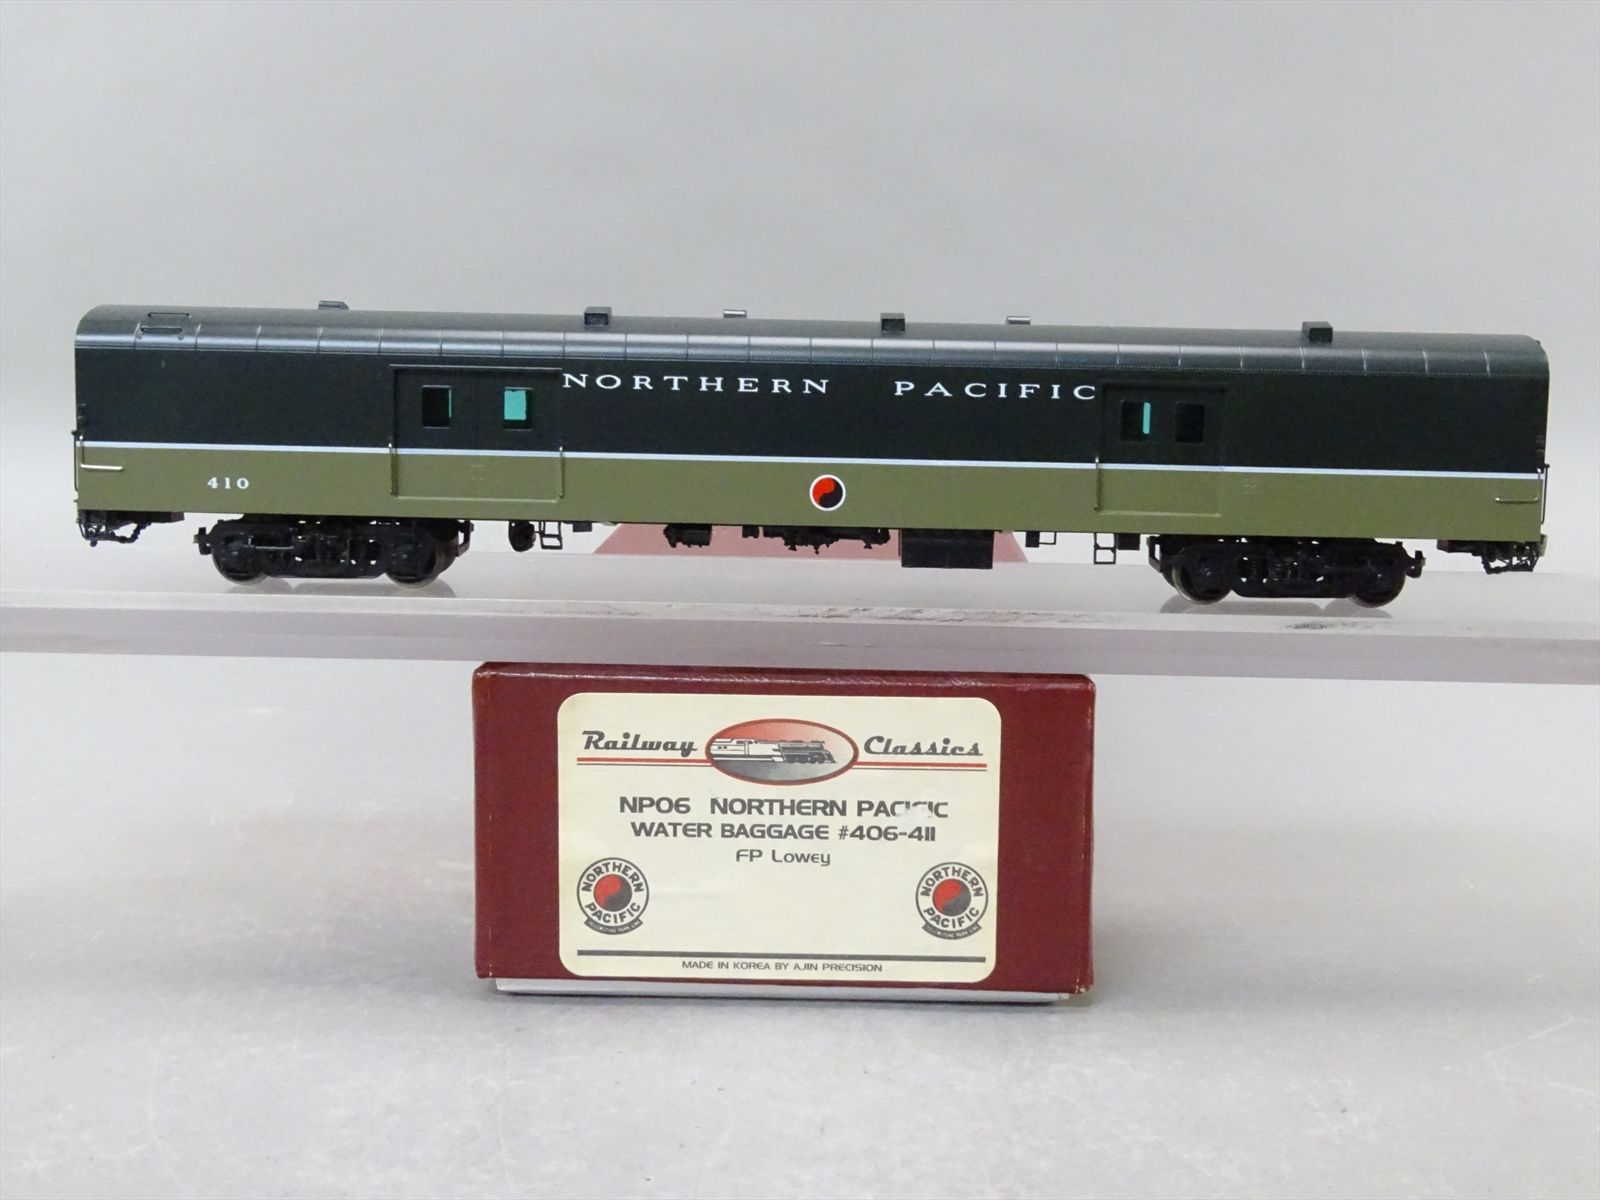 NORTHERN PACIFIC
410
Railway Classics
NP06 NORTHERN PACIFIC
WATER BAGGAGE #406-411
FP Lowey
NORTHERN PACIFIC
NORTHERN PACIFIC
MADE IN KOREA BY AJIN PRECISION